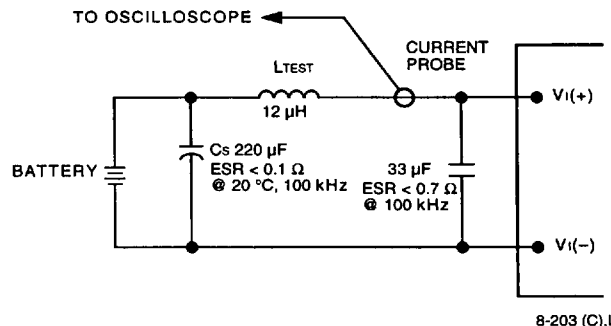 TO OSCILLOSCOPE
CURRENT
PROBE
LTEST
12 µH
VI(+)
CS 220 µF
ESR < 0.1 Ω
@ 20 °C, 100 kHz
BATTERY
33 µF
ESR < 0.7 Ω
@ 100 kHz
VI(–)
8-203 (C).l